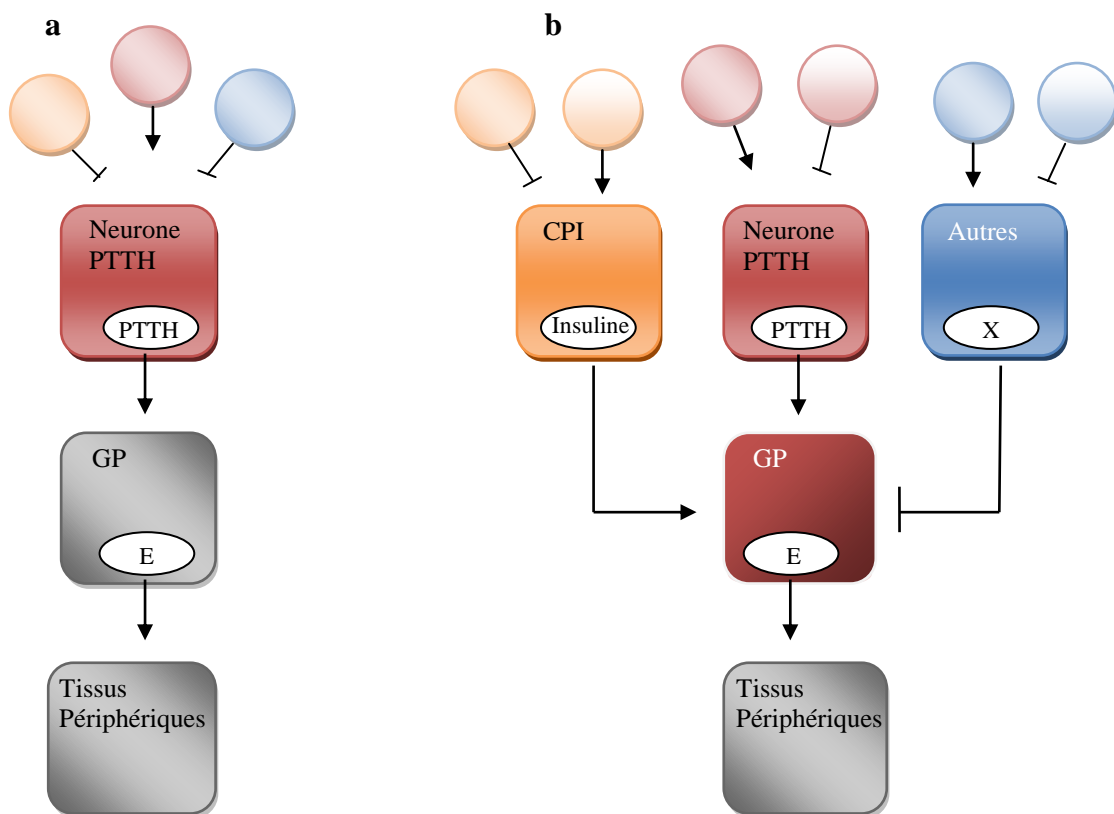 a
Neurone
PTTH
PTTH
GP
E
Tissus
Périphériques
b
CPI
Insuline
Neurone
PTTH
PTTH
Autres
X
GP
E
Tissus
Périphériques